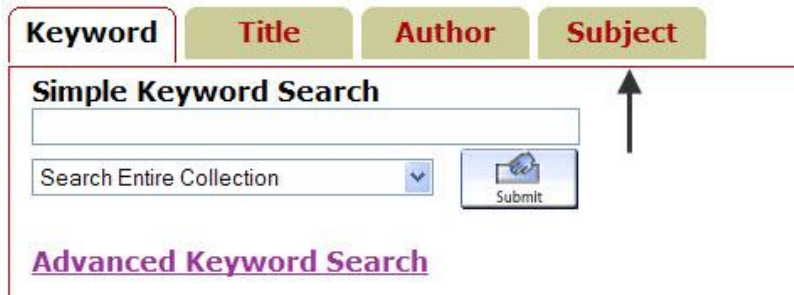 Keyword Title Author Subject
Simple Keyword Search
Search Entire Collection
Submit
Advanced Keyword Search